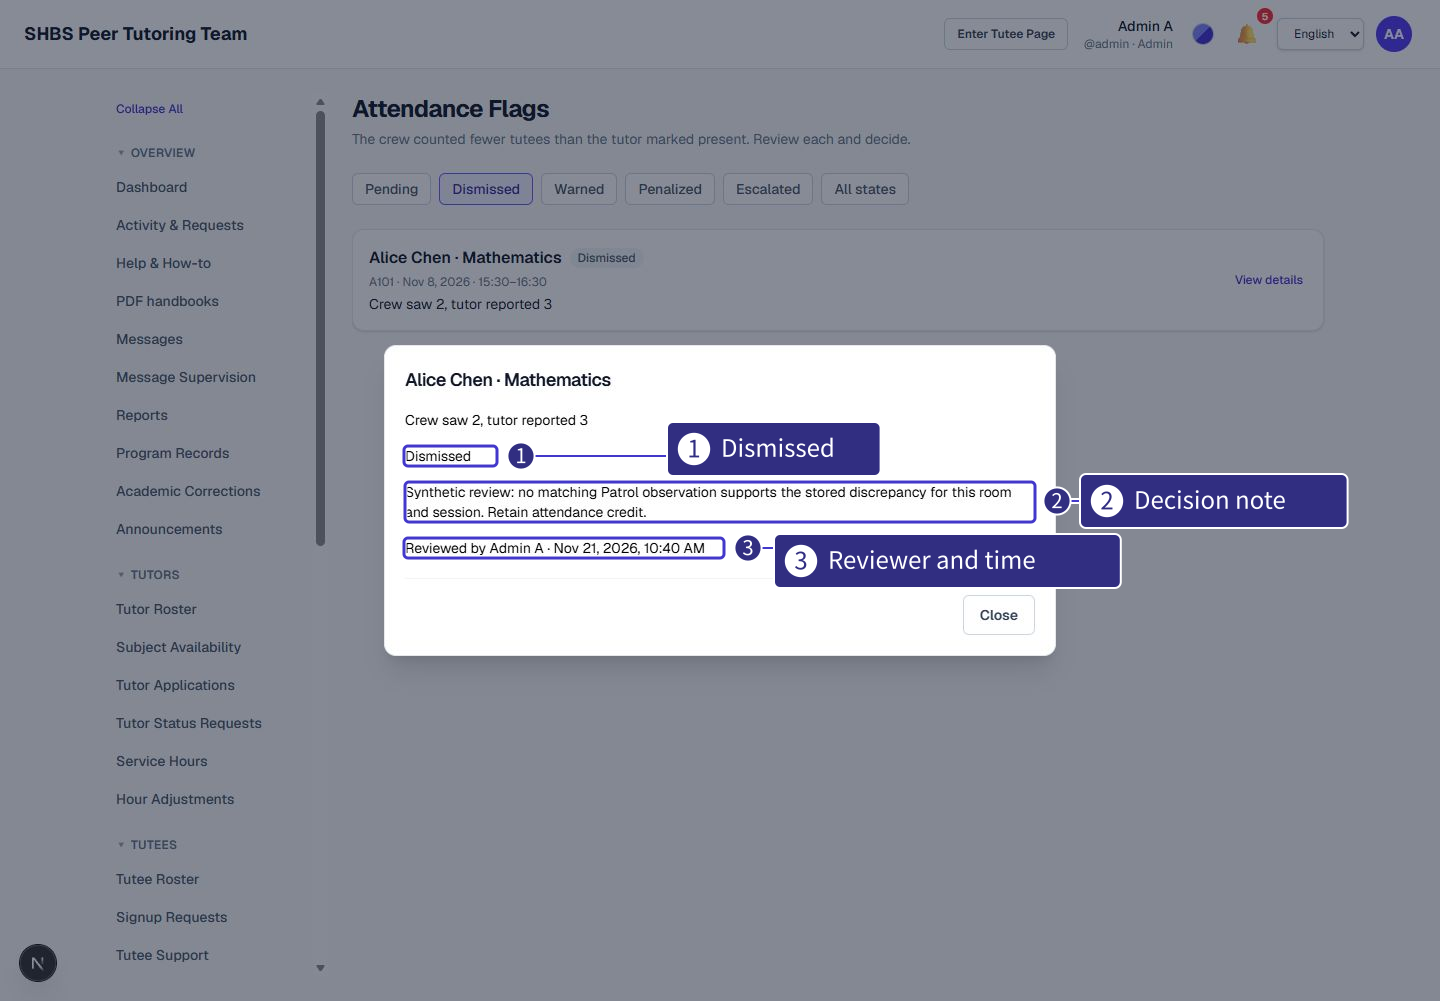 SHBS Peer Tutoring Team
Enter Tutee Page
Admin A
@admin · Admin
5
English
AA
Collapse All
OVERVIEW
Dashboard
Activity & Requests
Help & How-to
PDF handbooks
Messages
Message Supervision
Reports
Program Records
Academic Corrections
Announcements
TUTORS
Tutor Roster
Subject Availability
Tutor Applications
Tutor Status Requests
Service Hours
Hour Adjustments
TUTEES
Tutee Roster
Signup Requests
Tutee Support
N
Attendance Flags
The crew counted fewer tutees than the tutor marked present. Review each and decide.
Pending Dismissed Warned Penalized Escalated All states
Alice Chen · Mathematics Dismissed
A101 · Nov 8, 2026 · 15:30–16:30
Crew saw 2, tutor reported 3
View details
Alice Chen · Mathematics
Crew saw 2, tutor reported 3
Dismissed 1 1 Dismissed
Synthetic review: no matching Patrol observation supports the stored discrepancy for this room
and session. Retain attendance credit.
2 2 Decision note
Reviewed by Admin A · Nov 21, 2026, 10:40 AM 3 3 Reviewer and time
Close